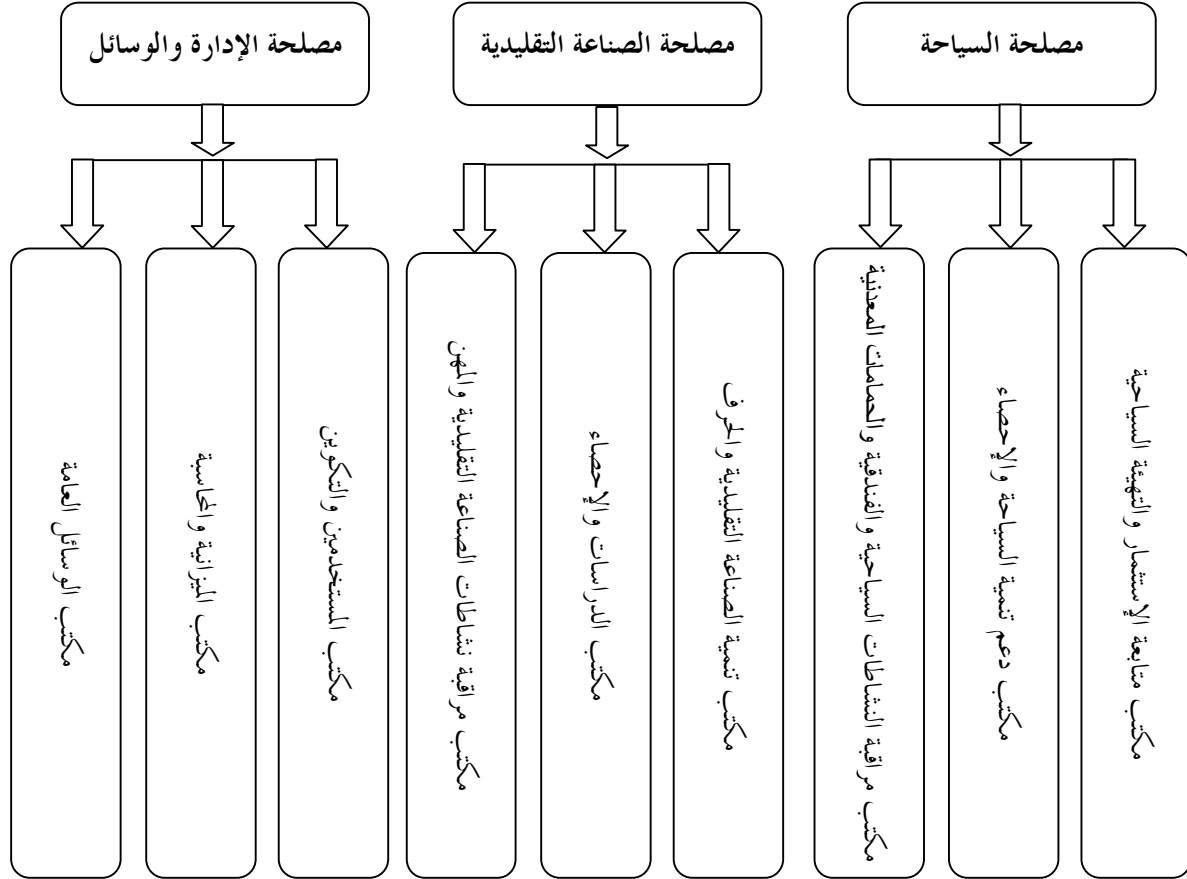 مصلحة السياحة
مصلحة الصناعة التقليدية
مصلحة الإدارة والوسائل
مكتب متابعة الإستثمار والتهيئة السياحية
مكتب دعم تنمية السياحة والإحصاء
مكتب مراقبة النشاطات السياحية والفندقية والحمامات المعدنية
مكتب تنمية الصناعة التقليدية والحرف
مكتب الدراسات والإحصاء
مكتب مراقبة نشاطات الصناعة التقليدية والمهن
مكتب المستخدمين والتكوين
مكتب الميزانية والمحاسبة
مكتب الوسائل العامة